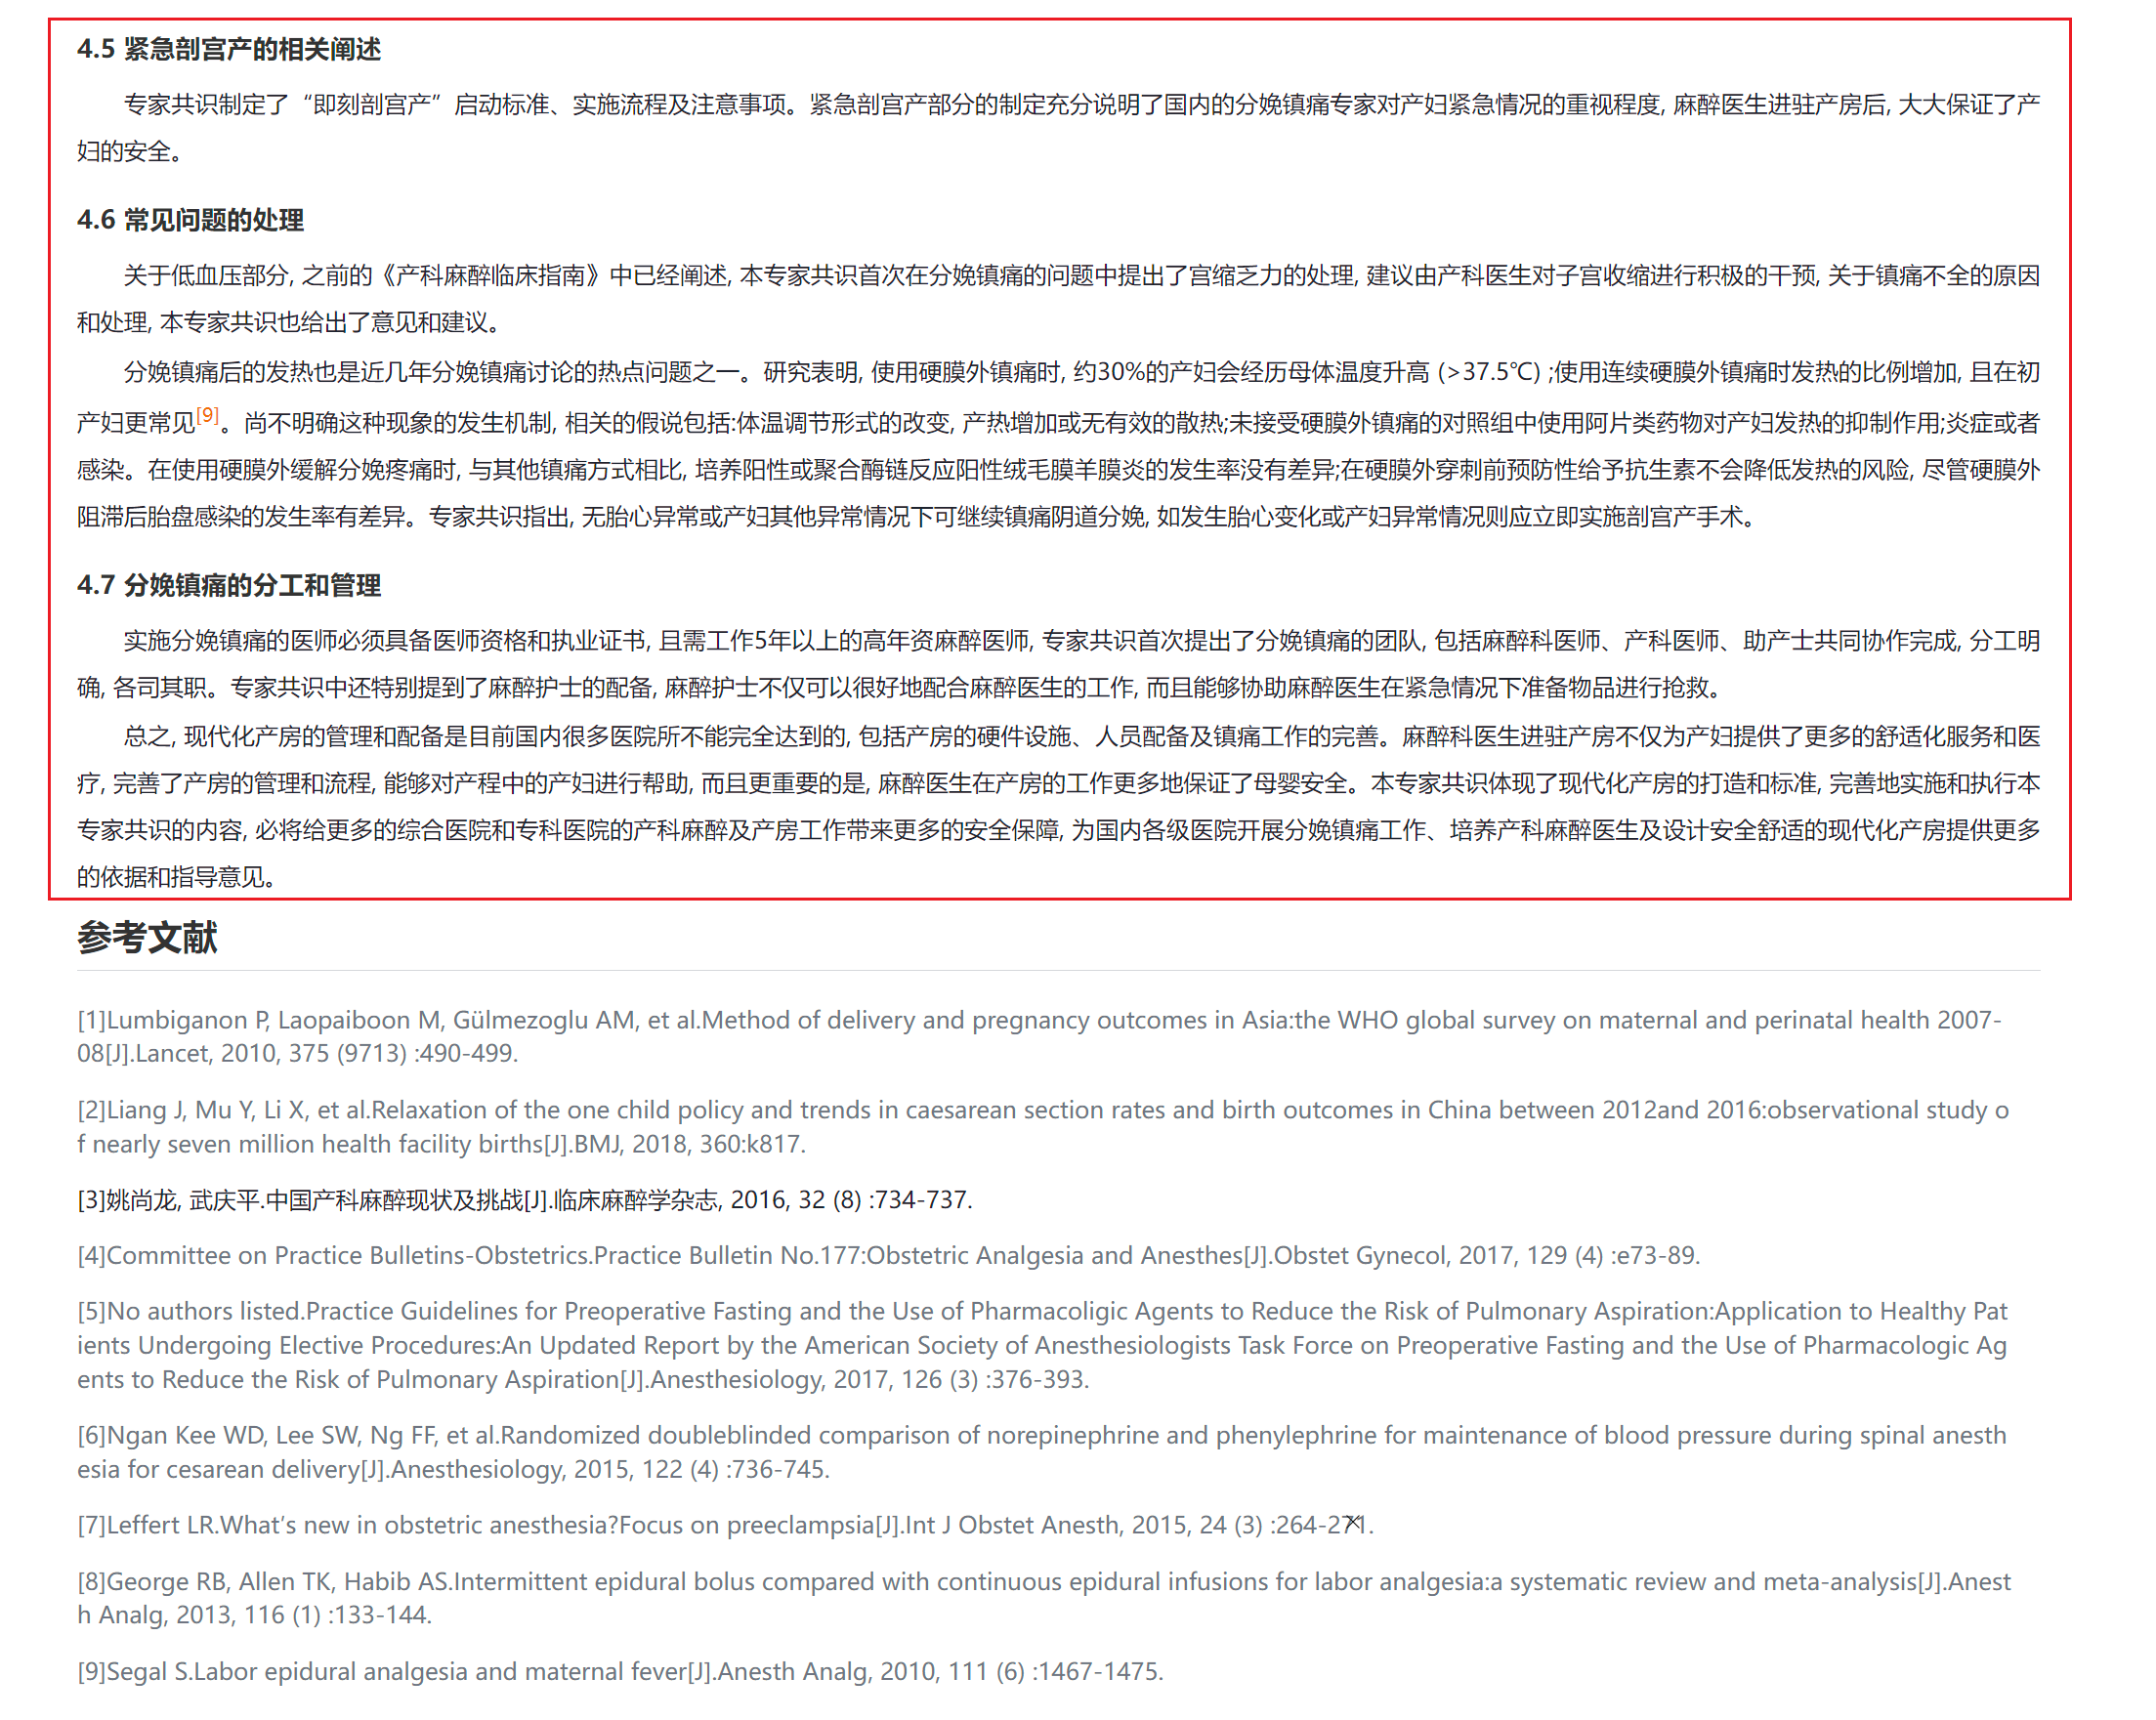 4.5 紧急剖宫产的相关阐述
专家共识制定了“即刻剖宫产”启动标准、实施流程及注意事项。紧急剖宫产部分的制定充分说明了国内的分娩镇痛专家对产妇紧急情况的重视程度, 麻醉医生进驻产房后, 大大保证了产
妇的安全。
4.6 常见问题的处理
关于低血压部分, 之前的《产科麻醉临床指南》中已经阐述, 本专家共识首次在分娩镇痛的问题中提出了宫缩乏力的处理, 建议由产科医生对子宫收缩进行积极的干预, 关于镇痛不全的原因
和处理, 本专家共识也给出了意见和建议。
分娩镇痛后的发热也是近几年分娩镇痛讨论的热点问题之一。研究表明, 使用硬膜外镇痛时, 约30%的产妇会经历母体温度升高 (>37.5℃) ;使用连续硬膜外镇痛时发热的比例增加, 且在初
产妇更常见[9]。尚不明确这种现象的发生机制, 相关的假说包括:体温调节形式的改变, 产热增加或无有效的散热;未接受硬膜外镇痛的对照组中使用阿片类药物对产妇发热的抑制作用;炎症或者
感染。在使用硬膜外缓解分娩疼痛时, 与其他镇痛方式相比, 培养阳性或聚合酶链反应阳性绒毛膜羊膜炎的发生率没有差异;在硬膜外穿刺前预防性给予抗生素不会降低发热的风险, 尽管硬膜外
阻滞后胎盘感染的发生率有差异。专家共识指出, 无胎心异常或产妇其他异常情况下可继续镇痛阴道分娩, 如发生胎心变化或产妇异常情况则应立即实施剖宫产手术。
4.7 分娩镇痛的分工和管理
实施分娩镇痛的医师必须具备医师资格和执业证书, 且需工作5年以上的高年资麻醉医师, 专家共识首次提出了分娩镇痛的团队, 包括麻醉科医师、产科医师、助产士共同协作完成, 分工明
确, 各司其职。专家共识中还特别提到了麻醉护士的配备, 麻醉护士不仅可以很好地配合麻醉医生的工作, 而且能够协助麻醉医生在紧急情况下准备物品进行抢救。
总之, 现代化产房的管理和配备是目前国内很多医院所不能完全达到的, 包括产房的硬件设施、人员配备及镇痛工作的完善。麻醉科医生进驻产房不仅为产妇提供了更多的舒适化服务和医
疗, 完善了产房的管理和流程, 能够对产程中的产妇进行帮助, 而且更重要的是, 麻醉医生在产房的工作更多地保证了母婴安全。本专家共识体现了现代化产房的打造和标准, 完善地实施和执行本
专家共识的内容, 必将给更多的综合医院和专科医院的产科麻醉及产房工作带来更多的安全保障, 为国内各级医院开展分娩镇痛工作、培养产科麻醉医生及设计安全舒适的现代化产房提供更多
的依据和指导意见。
参考文献
[1]Lumbiganon P, Laopaiboon M, Gülmezoglu AM, et al.Method of delivery and pregnancy outcomes in Asia:the WHO global survey on maternal and perinatal health 2007-
08[J].Lancet, 2010, 375 (9713) :490-499.
[2]Liang J, Mu Y, Li X, et al.Relaxation of the one child policy and trends in caesarean section rates and birth outcomes in China between 2012and 2016:observational study o
f nearly seven million health facility births[J].BMJ, 2018, 360:k817.
[3]姚尚龙, 武庆平.中国产科麻醉现状及挑战[J].临床麻醉学杂志, 2016, 32 (8) :734-737.
[4]Committee on Practice Bulletins-Obstetrics.Practice Bulletin No.177:Obstetric Analgesia and Anesthes[J].Obstet Gynecol, 2017, 129 (4) :e73-89.
[5]No authors listed.Practice Guidelines for Preoperative Fasting and the Use of Pharmacoligic Agents to Reduce the Risk of Pulmonary Aspiration:Application to Healthy Pat
ients Undergoing Elective Procedures:An Updated Report by the American Society of Anesthesiologists Task Force on Preoperative Fasting and the Use of Pharmacologic Ag
ents to Reduce the Risk of Pulmonary Aspiration[J].Anesthesiology, 2017, 126 (3) :376-393.
[6]Ngan Kee WD, Lee SW, Ng FF, et al.Randomized doubleblinded comparison of norepinephrine and phenylephrine for maintenance of blood pressure during spinal anesth
esia for cesarean delivery[J].Anesthesiology, 2015, 122 (4) :736-745.
[7]Leffert LR.What’s new in obstetric anesthesia?Focus on preeclampsia[J].Int J Obstet Anesth, 2015, 24 (3) :264-271.
[8]George RB, Allen TK, Habib AS.Intermittent epidural bolus compared with continuous epidural infusions for labor analgesia:a systematic review and meta-analysis[J].Anest
h Analg, 2013, 116 (1) :133-144.
[9]Segal S.Labor epidural analgesia and maternal fever[J].Anesth Analg, 2010, 111 (6) :1467-1475.